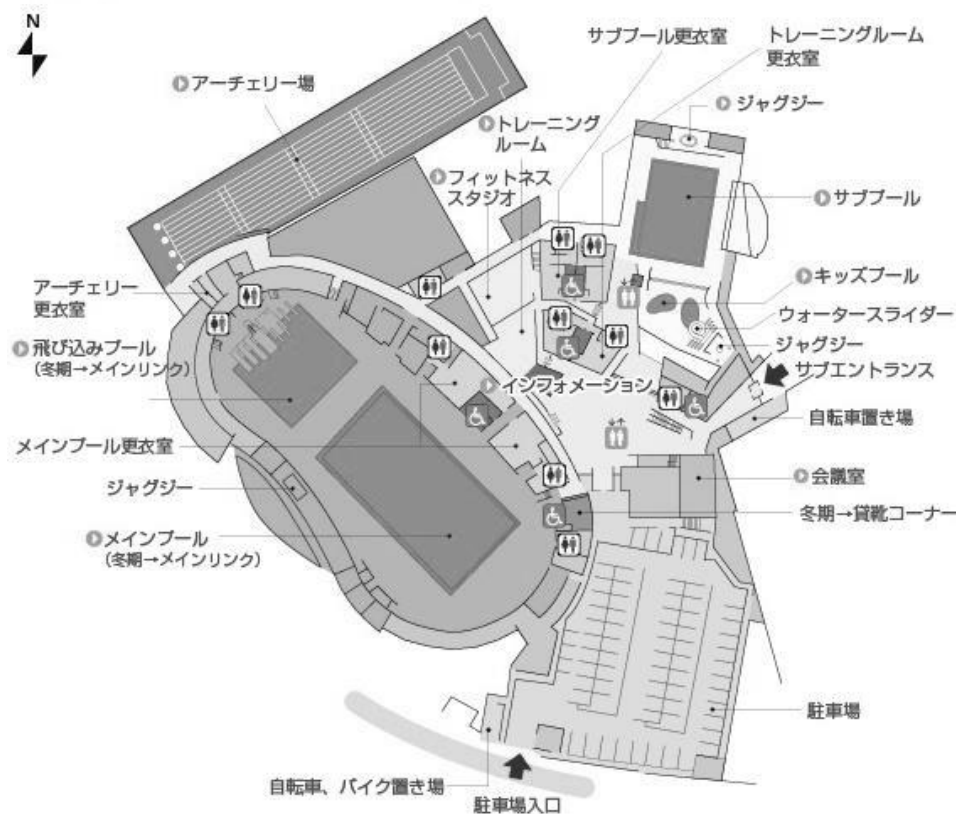 N
サブプール更衣室
トレーニングルーム
更衣室
アーチェリー場
ジャグジー
トレーニング
ルーム
フィットネス
スタジオ
サブプール
キッズプール
アーチェリー
更衣室
ウォータースライダー
飛び込みプール
(冬期→メインリンク)
ジャグジー
インフォメーション
サブエントランス
自転車置き場
メインプール更衣室
会議室
ジャグジー
冬期→貸靴コーナー
メインプール
(冬期→メインリンク)
駐車場
自転車、バイク置き場
駐車場入口